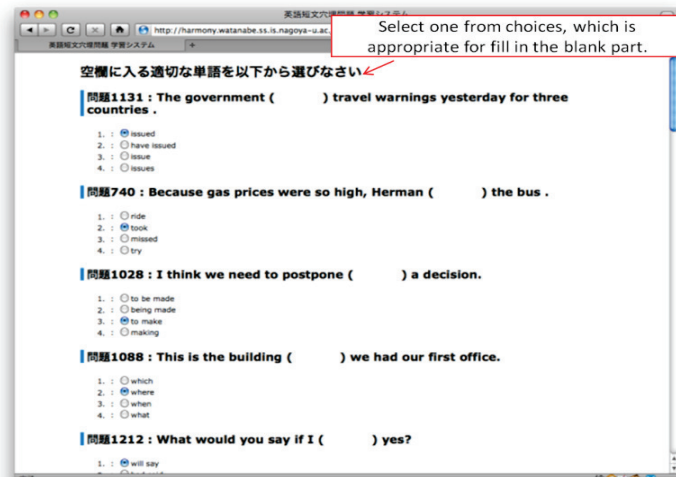 英語短文穴埋問題 学習システム
http://harmony.watanabe.ss.is.nagoya-u.ac.
英語短文穴埋問題 学習システム
Select one from choices, which is
appropriate for fill in the blank part.
空欄に入る適切な単語を以下から選びなさい
問題1131 : The government ( ) travel warnings yesterday for three
countries .
1. : issued
2. : have issued
3. : issue
4. : issues
問題740 : Because gas prices were so high, Herman ( ) the bus .
1. : ride
2. : took
3. : missed
4. : try
問題1028 : I think we need to postpone ( ) a decision.
1. : to be made
2. : being made
3. : to make
4. : making
問題1088 : This is the building ( ) we had our first office.
1. : which
2. : where
3. : when
4. : what
問題1212 : What would you say if I ( ) yes?
1. : will say